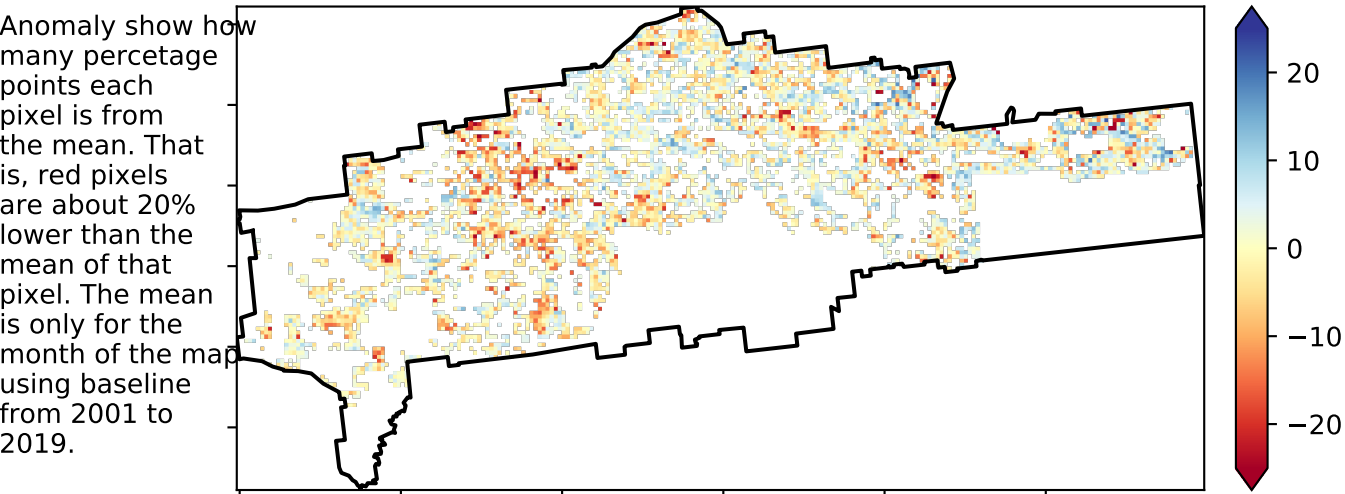 Anomaly show how
many percetage
points each
pixel is from
the mean. That
is, red pixels
are about 20%
lower than the
mean of that
pixel. The mean
is only for the
month of the map
using baseline
from 2001 to
2019.
20
10
0
−10
−20